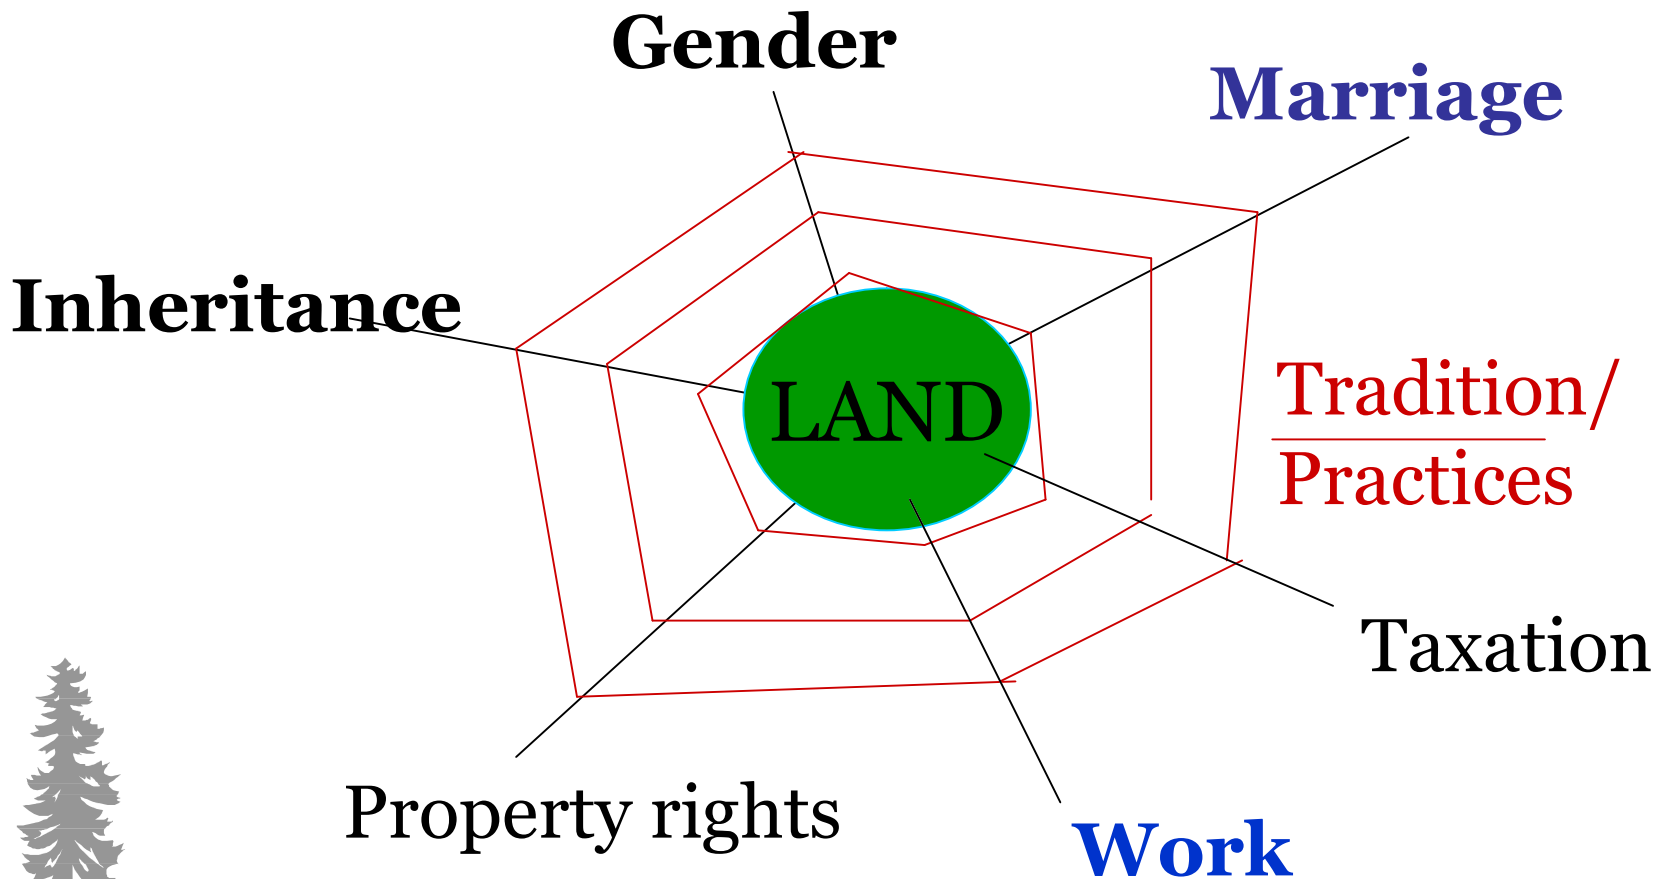 Gender
Marriage
Inheritance
LAND
Tradition/
Practices
Taxation
Property rights
Work